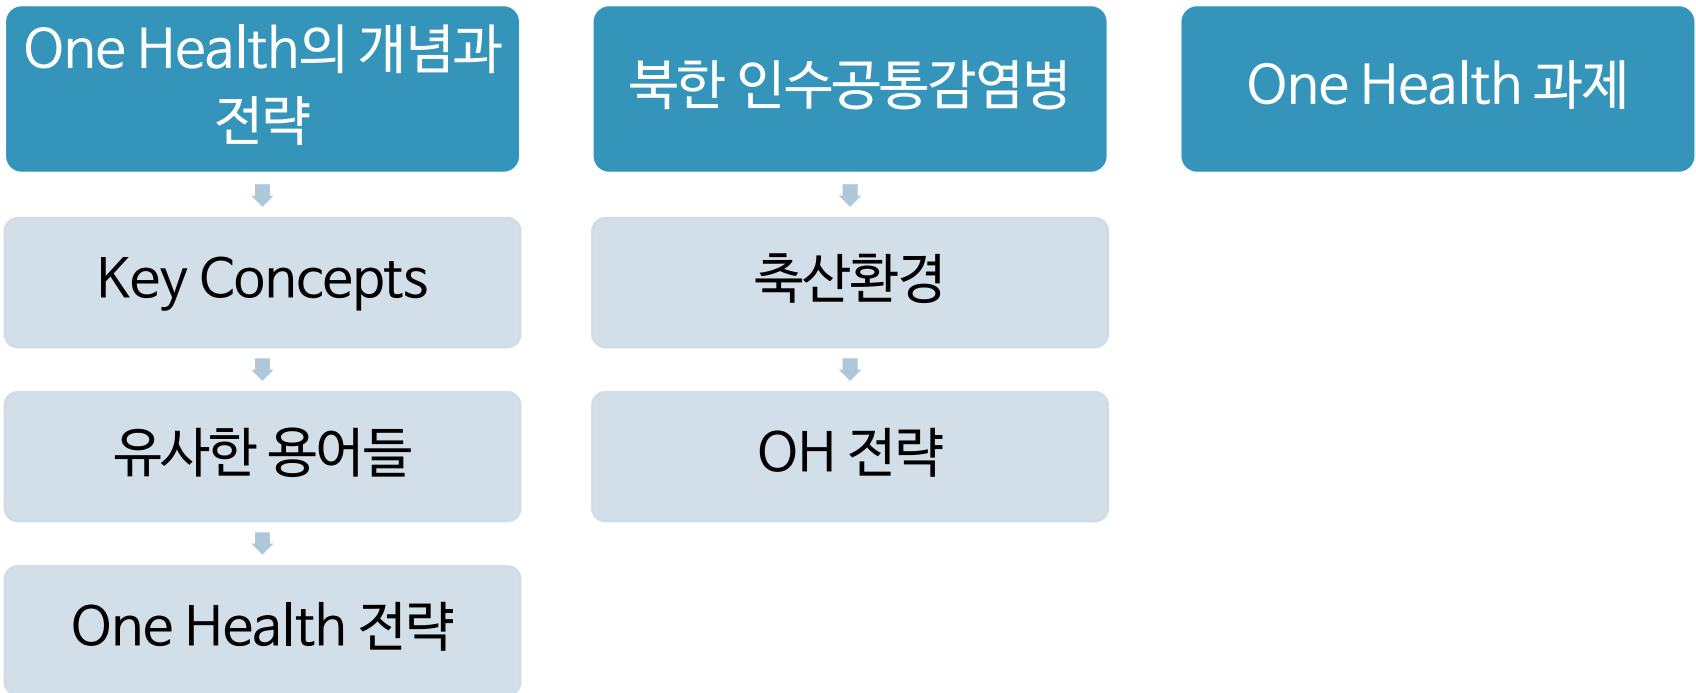 One Health의 개념과
전략
Key Concepts
유사한 용어들
One Health 전략
북한 인수공통감염병
축산환경
OH 전략
One Health 과제